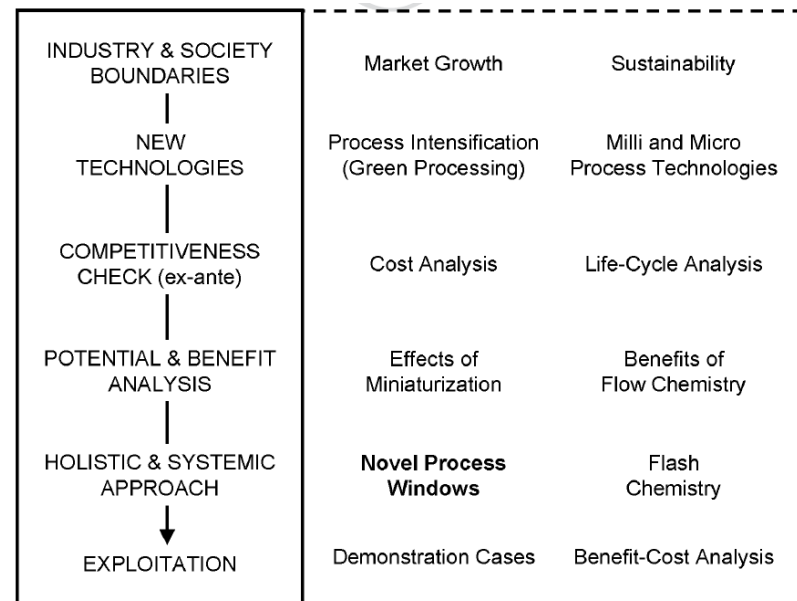 INDUSTRY & SOCIETY
BOUNDARIES
Market Growth
Sustainability
NEW
TECHNOLOGIES
Process Intensification
(Green Processing)
Milli and Micro
Process Technologies
COMPETITIVENESS
CHECK (ex-ante)
Cost Analysis
Life-Cycle Analysis
POTENTIAL & BENEFIT
ANALYSIS
Effects of
Miniaturization
Benefits of
Flow Chemistry
HOLISTIC & SYSTEMIC
APPROACH
Novel Process
Windows
Flash
Chemistry
EXPLOITATION
Demonstration Cases
Benefit-Cost Analysis